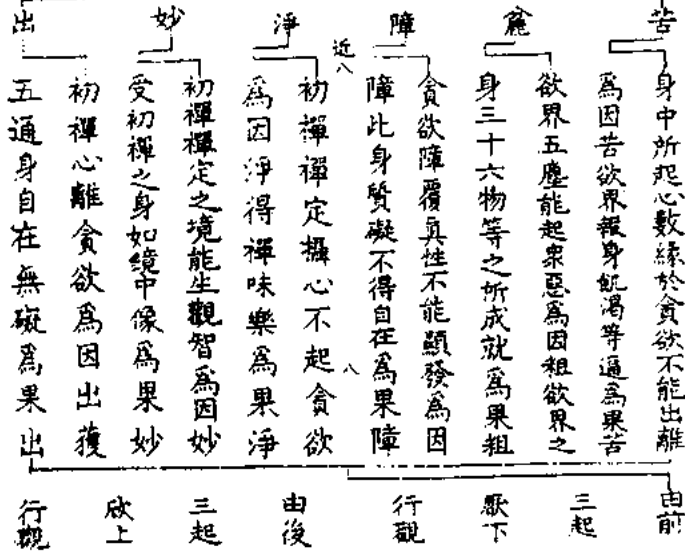 苦
身中所起心數緣於貪欲不能出離
為因苦欲界報身飢渴等逼為果苦
麄
欲界五塵能起衆惡為因粗欲界之
身三十六物等之所成就為果粗
障
貪欲障覆真性不能顯發為因
障此身質礙不得自在為果障
近八
淨
初禪禪定攝心不起貪欲
為因淨得禪味樂為果淨
八
妙
初禪禪定之境能生觀智為因妙
受初禪之身如鏡中像為果妙
出
初禪心離貪欲為因出獲
五通身自在無礙為果出
由前
三起
厭下
行觀
由後
三起
欣上
行觀